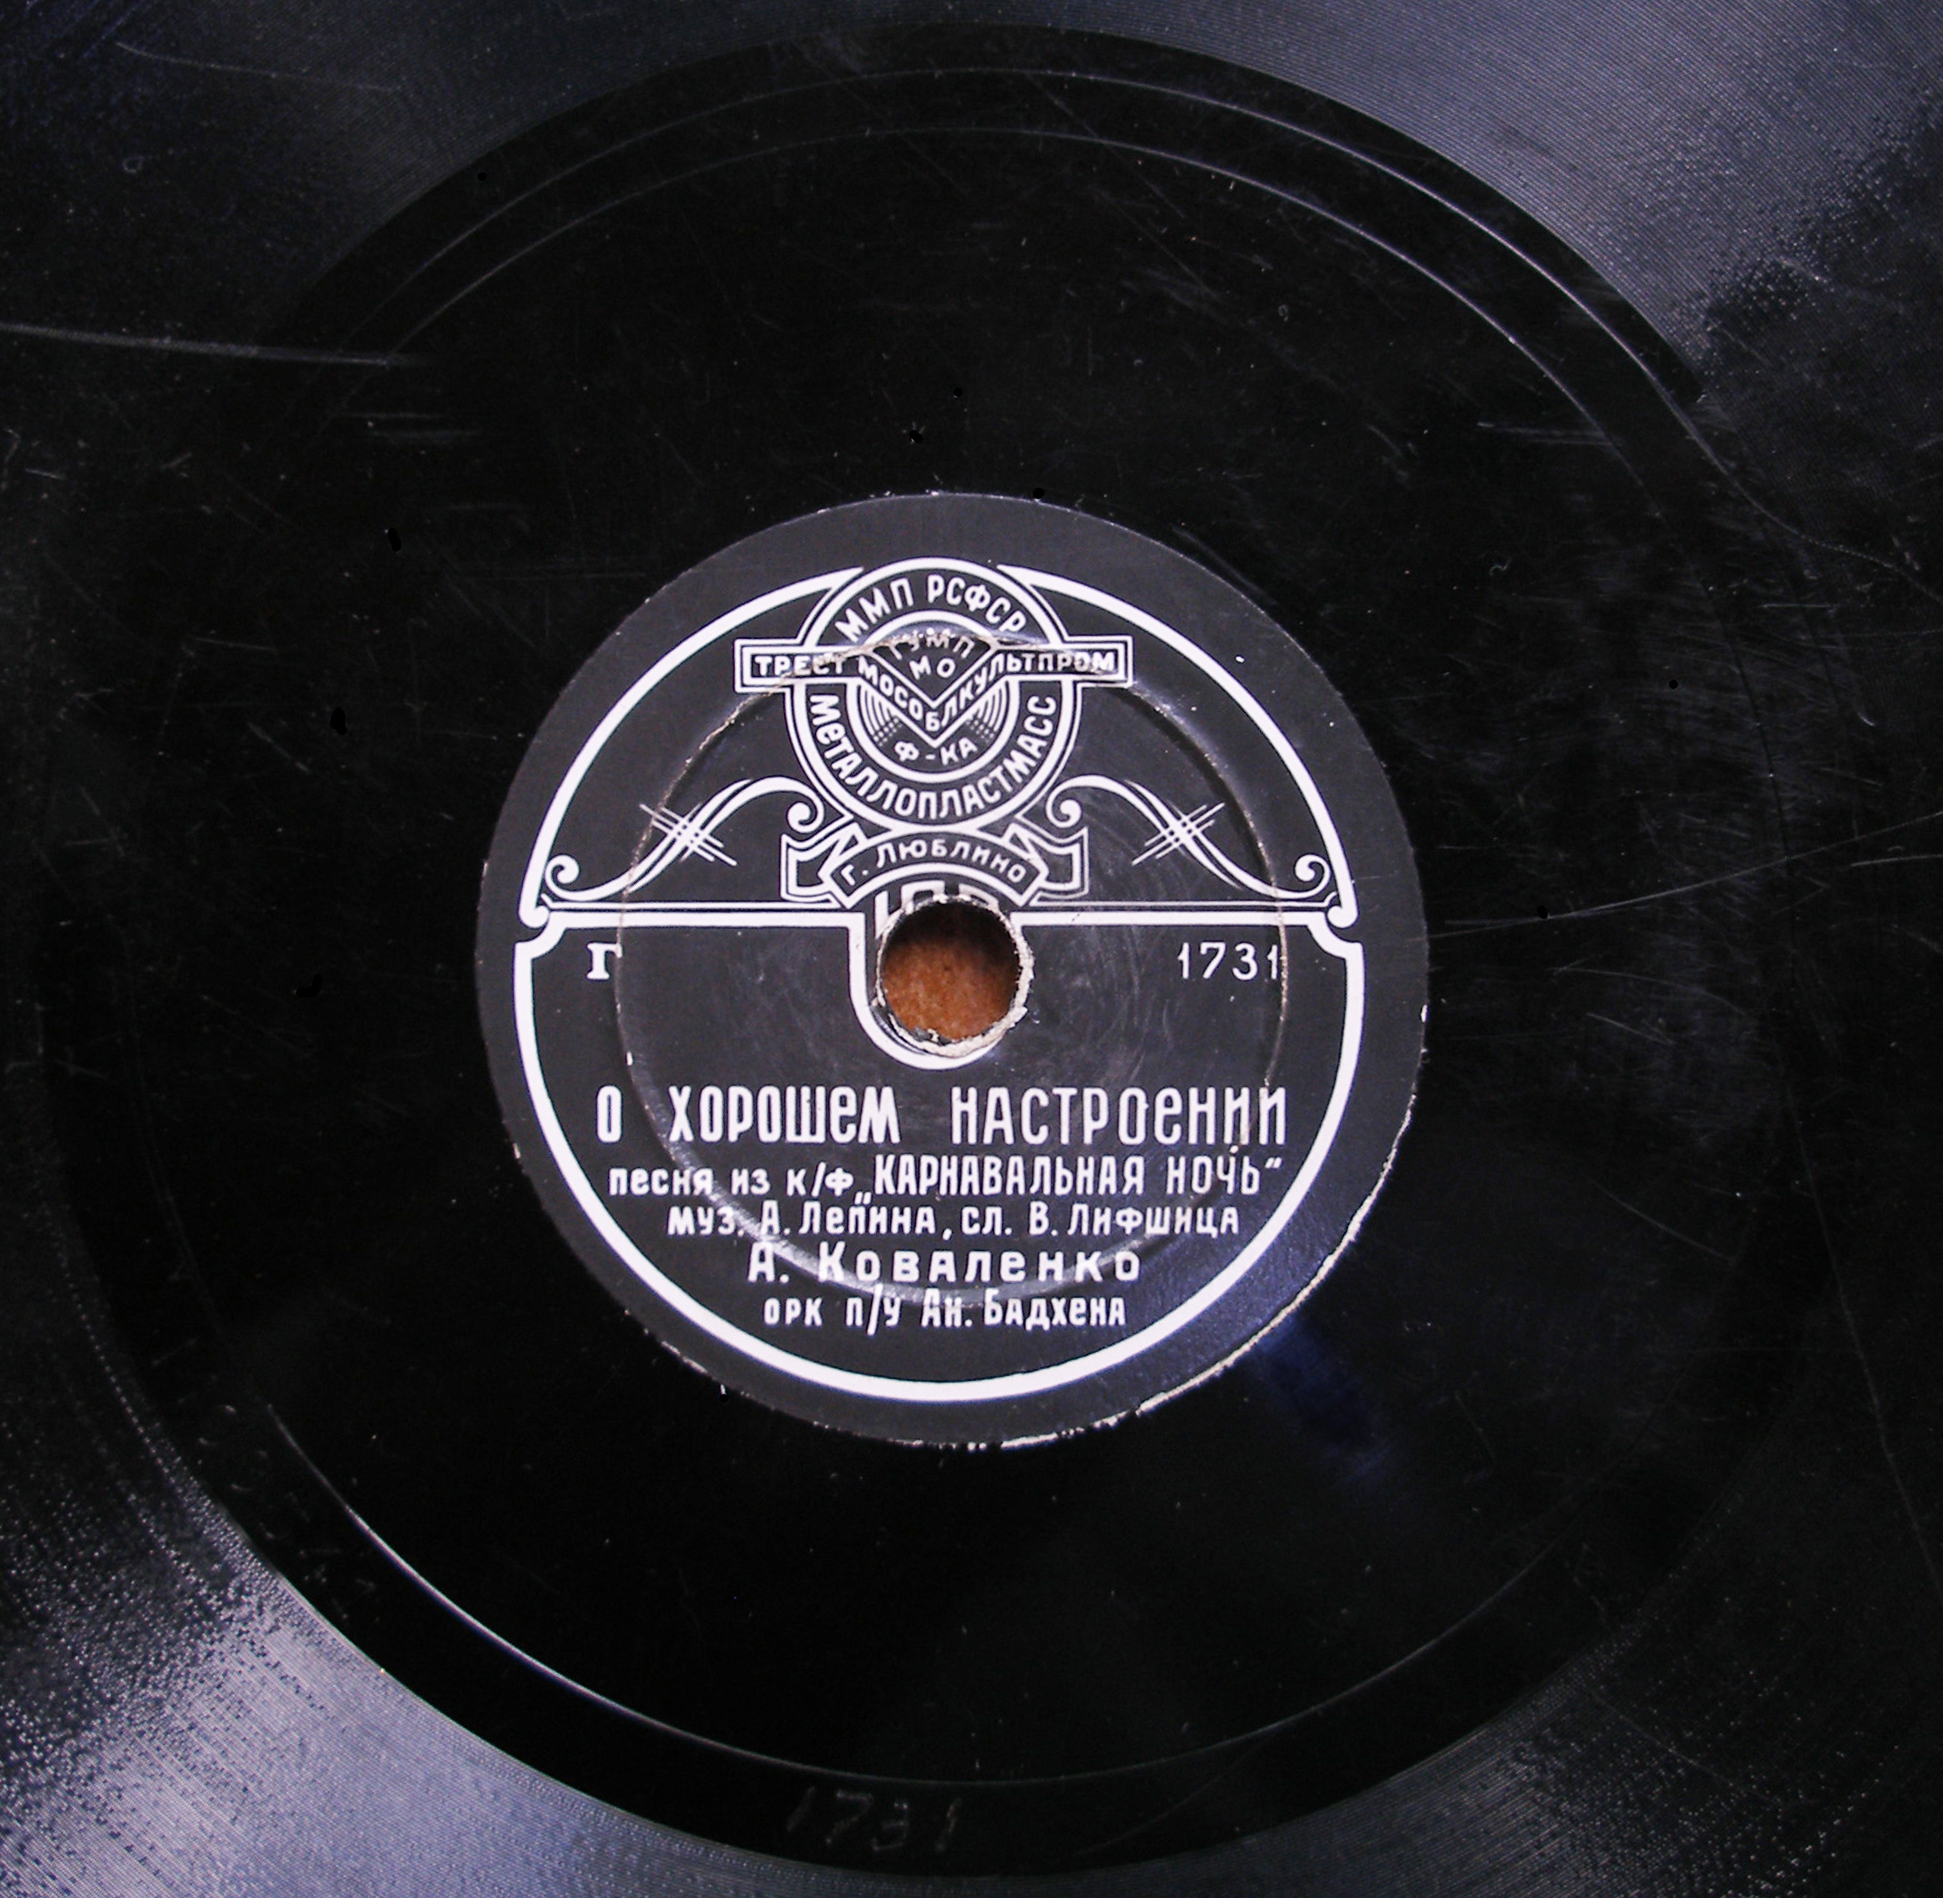 ММП РСФСР
ГУМП
МО
ТРЕСТ МОСОБЛКУЛЬТПРОМ
Ф-КА
МЕТАЛЛОПЛАСТМАСС
г. ЛЮБЛИНО
Г 1731
О ХОРОШЕМ НАСТРОЕНИИ
песня из к/ф „КАРНАВАЛЬНАЯ НОЧЬ“
муз. А. Лепина, сл. В. Лифшица
А. Коваленко
орк п/у Ан. Бадхена
1731